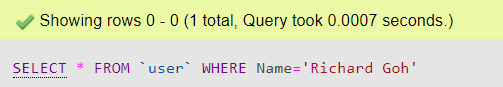 Showing rows 0 - 0 (1 total, Query took 0.0007 seconds.)
SELECT * FROM `user` WHERE Name='Richard Goh'